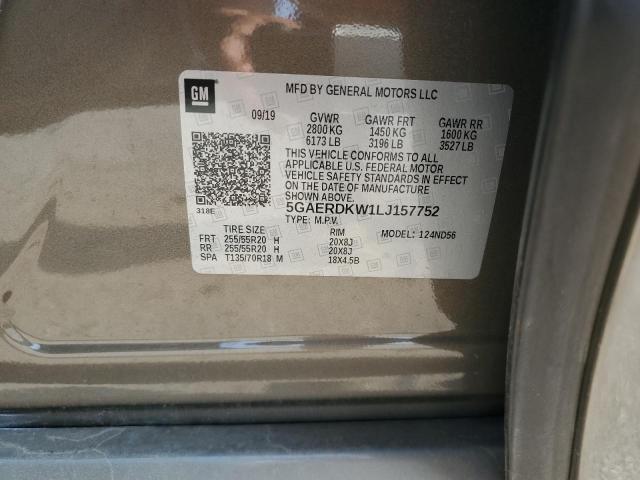 GM
MFD BY GENERAL MOTORS LLC
09/19 GVWR GAWR FRT GAWR RR
2800 KG 1450 KG 1600 KG
6173 LB 3196 LB 3527 LB
THIS VEHICLE CONFORMS TO ALL
APPLICABLE U.S. FEDERAL MOTOR
VEHICLE SAFETY STANDARDS IN EFFECT
ON THE DATE OF MANUFACTURE
SHOWN ABOVE.
318E
5GAERDKW1LJ157752
TYPE: M.P.V. MODEL: 124ND56
TIRE SIZE RIM
FRT 255/55R20 H 20X8J
RR 255/55R20 H 20X8J
SPA T135/70R18 M 18X4.5B